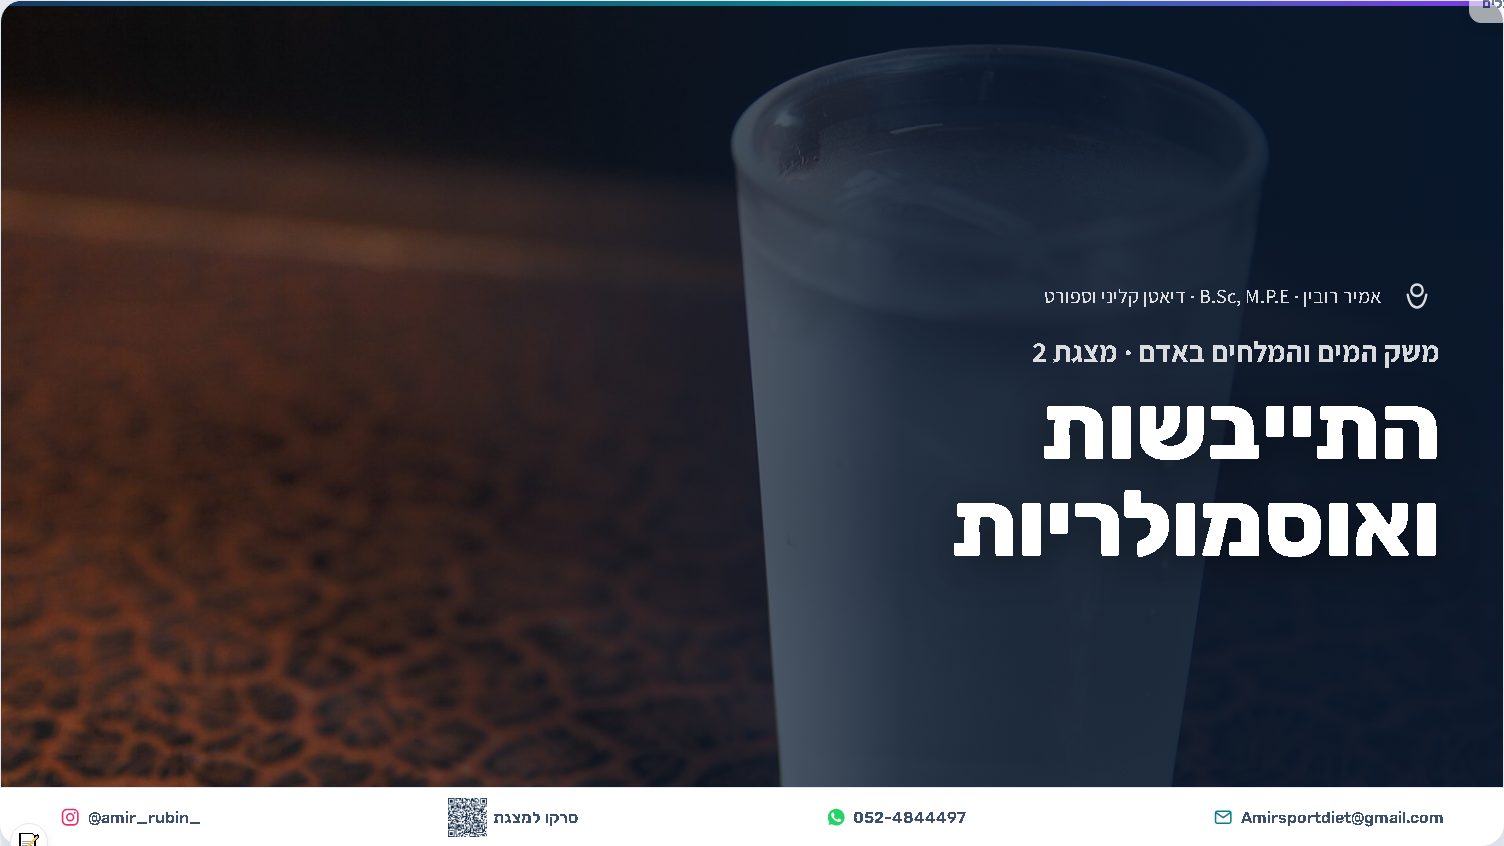 אמיר רובין · B.Sc, M.P.E · דיאטן קליני וספורט
משק המים והמלחים באדם · מצגת 2
התייבשות
ואוסמולריות
Amirsportdiet@gmail.com
052-4844497
סרקו למצגת
@amir_rubin_